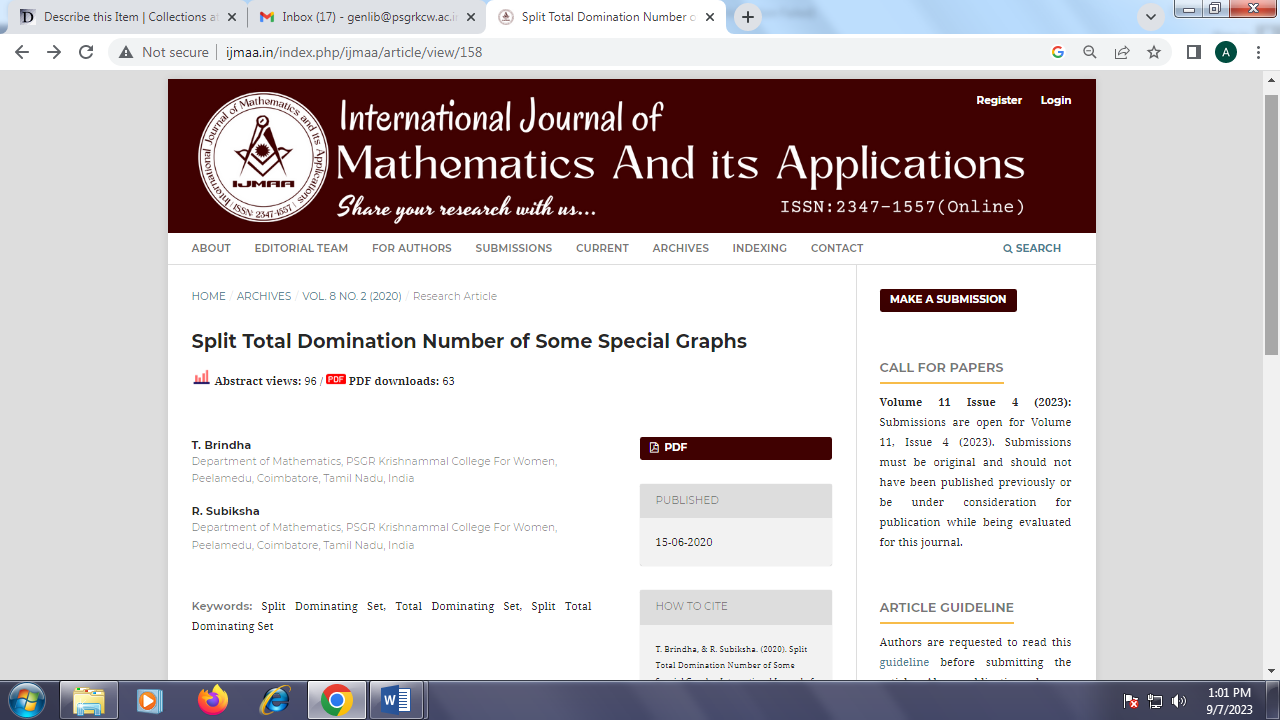 Describe this Item | Collections at
Inbox (17) - genlib@psgrkcw.ac.in
Split Total Domination Number o
Not secure
ijmaa.in/index.php/ijmaa/article/view/158
A
International Journal of Mathematics and its Applications
IJMAA
ISSN: 2347-1557
International Journal of
Mathematics And its Applications
Share your research with us...
ISSN:2347-1557(Online)
Register Login
ABOUT EDITORIAL TEAM FOR AUTHORS SUBMISSIONS CURRENT ARCHIVES INDEXING CONTACT SEARCH
HOME / ARCHIVES / VOL. 8 NO. 2 (2020) / Research Article
Split Total Domination Number of Some Special Graphs
Abstract views: 96 / PDF PDF downloads: 63
T. Brindha
Department of Mathematics, PSGR Krishnammal College For Women,
Peelamedu, Coimbatore, Tamil Nadu, India
R. Subiksha
Department of Mathematics, PSGR Krishnammal College For Women,
Peelamedu, Coimbatore, Tamil Nadu, India
Keywords: Split Dominating Set, Total Dominating Set, Split Total
Dominating Set
PDF
PUBLISHED
15-06-2020
HOW TO CITE
T. Brindha, & R. Subiksha. (2020). Split
Total Domination Number of Some
MAKE A SUBMISSION
CALL FOR PAPERS
Volume 11 Issue 4 (2023):
Submissions are open for Volume
11, Issue 4 (2023). Submissions
must be original and should not
have been published previously or
be under consideration for
publication while being evaluated
for this journal.
ARTICLE GUIDELINE
Authors are requested to read this
guideline before submitting the
1:01 PM
9/7/2023